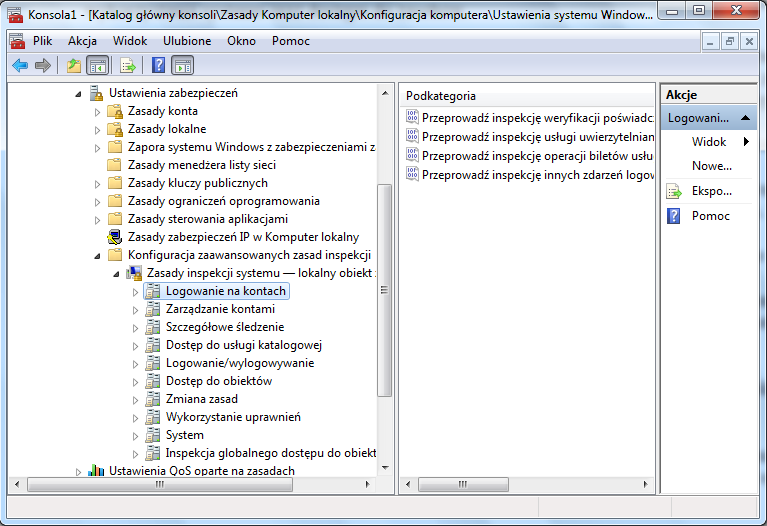 Konsola1 - [Katalog główny konsoli\Zasady Komputer lokalny\Konfiguracja komputera\Ustawienia systemu Window...
Plik Akcja Widok Ulubione Okno Pomoc
Ustawienia zabezpieczeń
Zasady konta
Zasady lokalne
Zapora systemu Windows z zabezpieczeniami z
Zasady menedżera listy sieci
Zasady kluczy publicznych
Zasady ograniczeń oprogramowania
Zasady sterowania aplikacjami
Zasady zabezpieczeń IP w Komputer lokalny
Konfiguracja zaawansowanych zasad inspekcji
Zasady inspekcji systemu — lokalny obiekt z
Logowanie na kontach
Zarządzanie kontami
Szczegółowe śledzenie
Dostęp do usługi katalogowej
Logowanie/wylogowywanie
Dostęp do obiektów
Zmiana zasad
Wykorzystanie uprawnień
System
Inspekcja globalnego dostępu do obiekt
Ustawienia QoS oparte na zasadach
Podkategoria
Przeprowadź inspekcję weryfikacji poświadc
Przeprowadź inspekcję usługi uwierzytelnian
Przeprowadź inspekcję operacji biletów usłu
Przeprowadź inspekcję innych zdarzeń logow
Akcje
Logowani...
Widok
Nowe...
Ekspo...
Pomoc